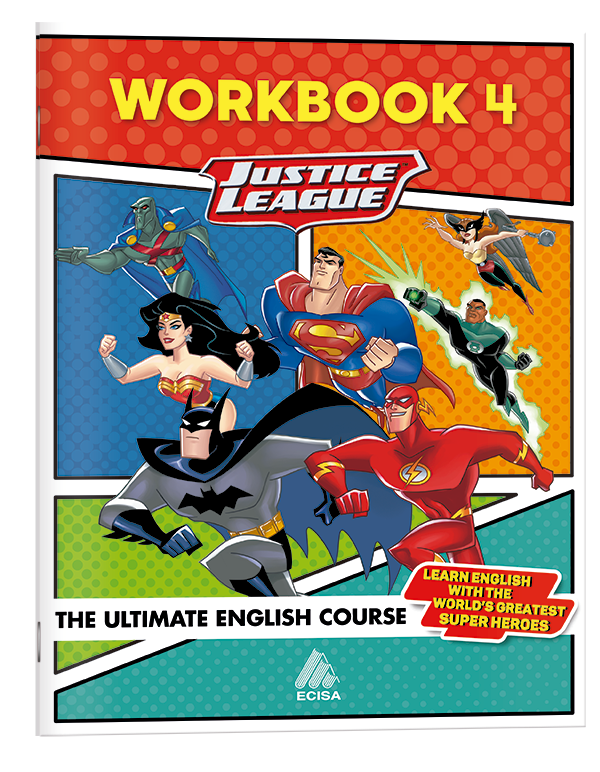 WORKBOOK 4
JUSTICE
LEAGUE
THE ULTIMATE ENGLISH COURSE
LEARN ENGLISH
WITH THE
WORLD'S GREATEST
SUPER HEROES
ECISA